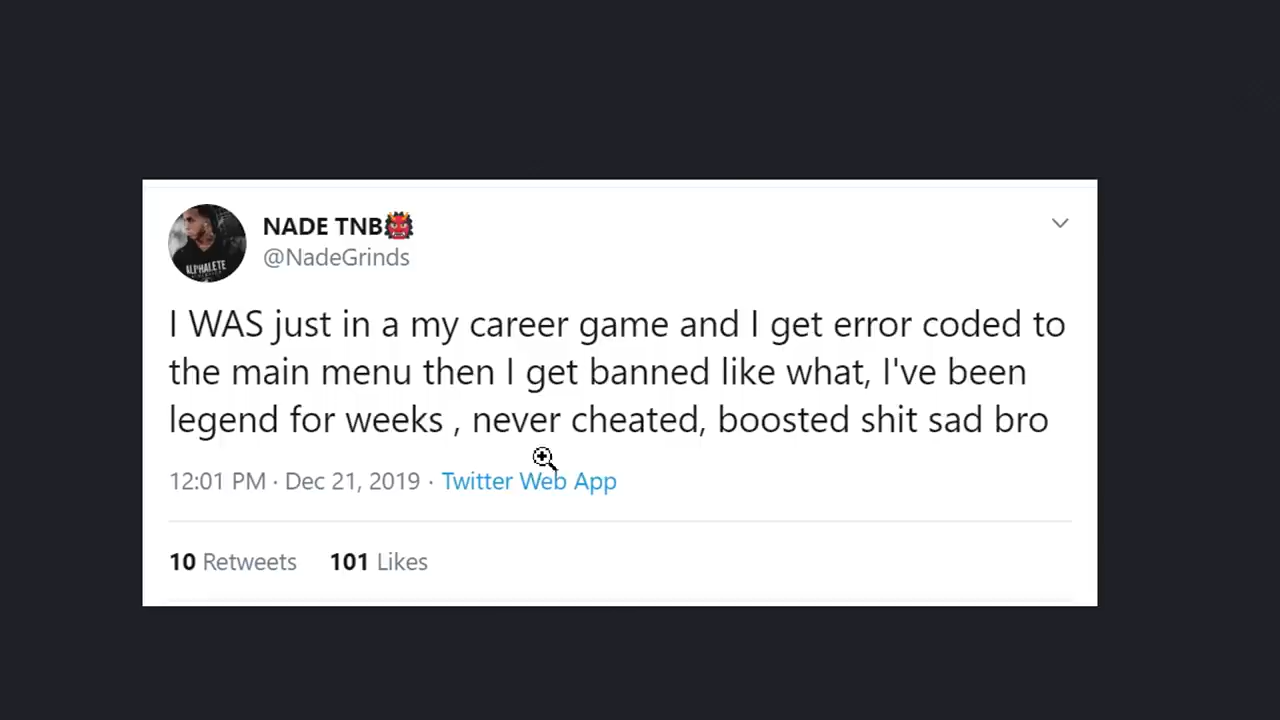 NADE TNB👹
@NadeGrinds
ALPHALETE
I WAS just in a my career game and I get error coded to
the main menu then I get banned like what, I've been
legend for weeks , never cheated, boosted shit sad bro
12:01 PM · Dec 21, 2019 · Twitter Web App
10 Retweets 101 Likes